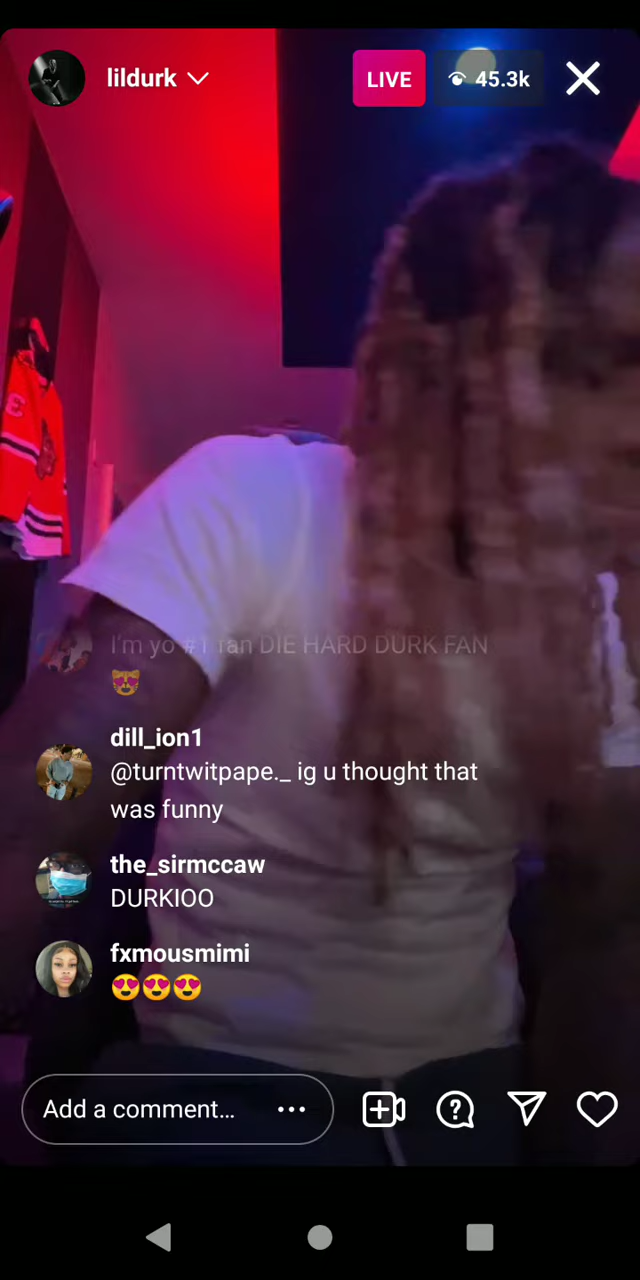 lildurk
LIVE
45.3k
I'm yo #1 fan DIE HARD DURK FAN
dill_ion1
@turntwitpape._ ig u thought that
was funny
the_sirmccaw
DURKIOO
fxmousmimi
Add a comment...